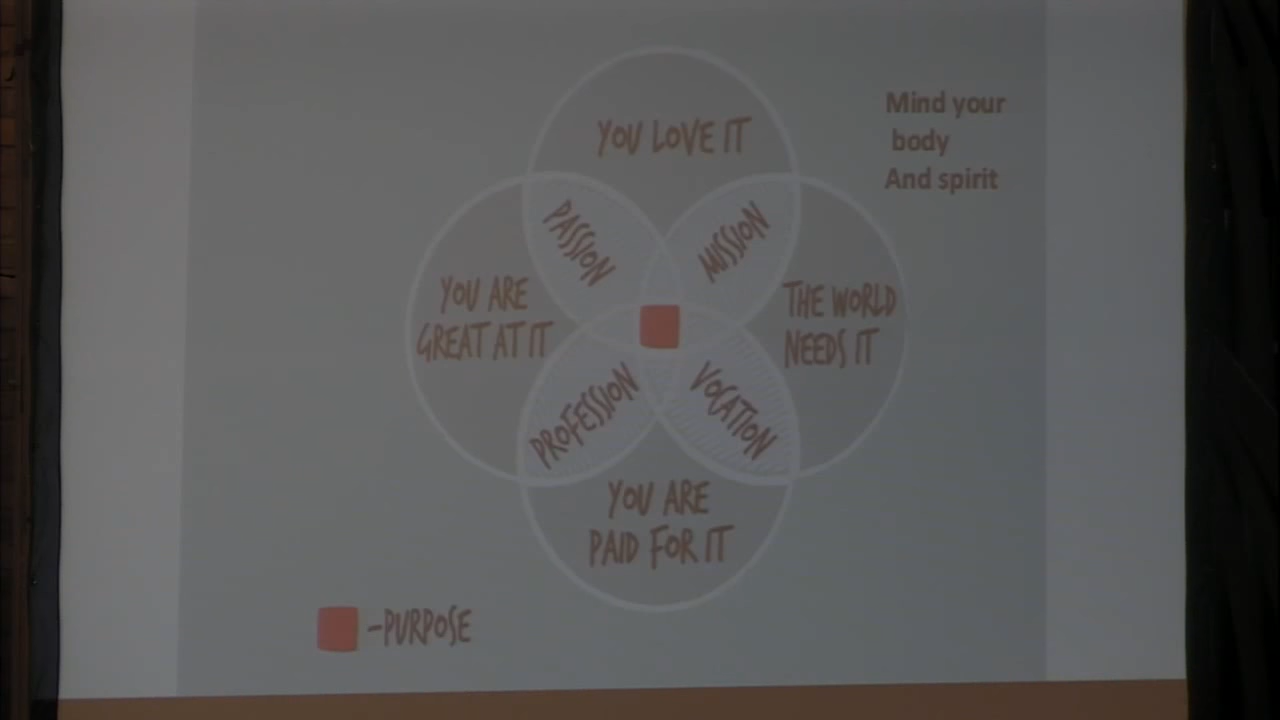 YOU LOVE IT
Mind your
body
And spirit
PASSION
MISSION
YOU ARE
GREAT AT IT
THE WORLD
NEEDS IT
PROFESSION
VOCATION
YOU ARE
PAID FOR IT
-PURPOSE